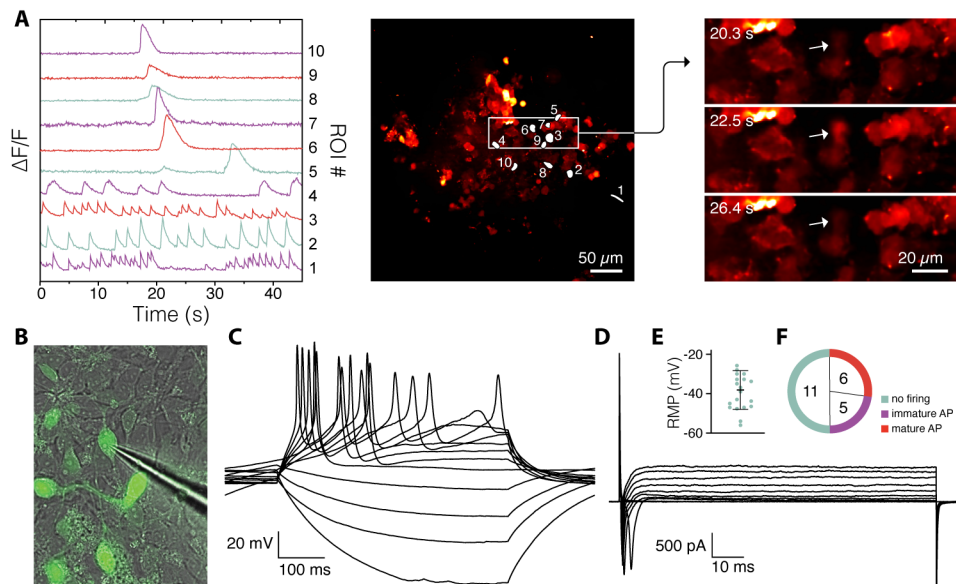 A
ΔF/F
10
9
8
7
6
5
4
3
2
1
ROI #
0 10 20 30 40
Time (s)
5
7
6
3
4
9
10
8
2
1
50 µm
20.3 s
22.5 s
26.4 s
20 µm
B
C
20 mV
100 ms
D
500 pA
10 ms
E
RMP (mV)
-20
-40
-60
F
11
6
5
no firing
immature AP
mature AP